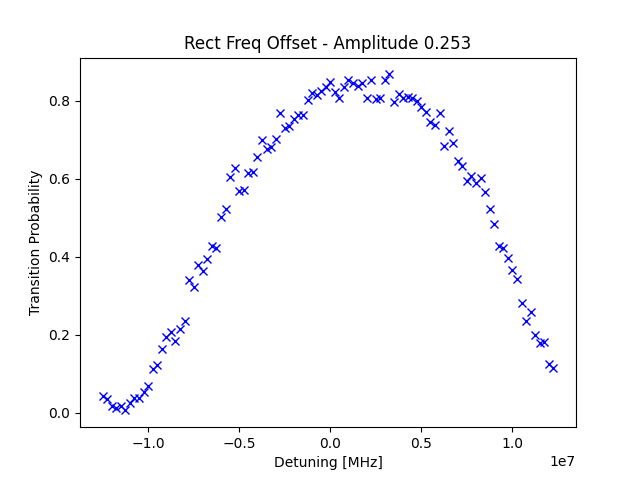 Rect Freq Offset - Amplitude 0.253
Transition Probability
0.8
0.6
0.4
0.2
0.0
−1.0 −0.5 0.0 0.5 1.0
1e7
Detuning [MHz]